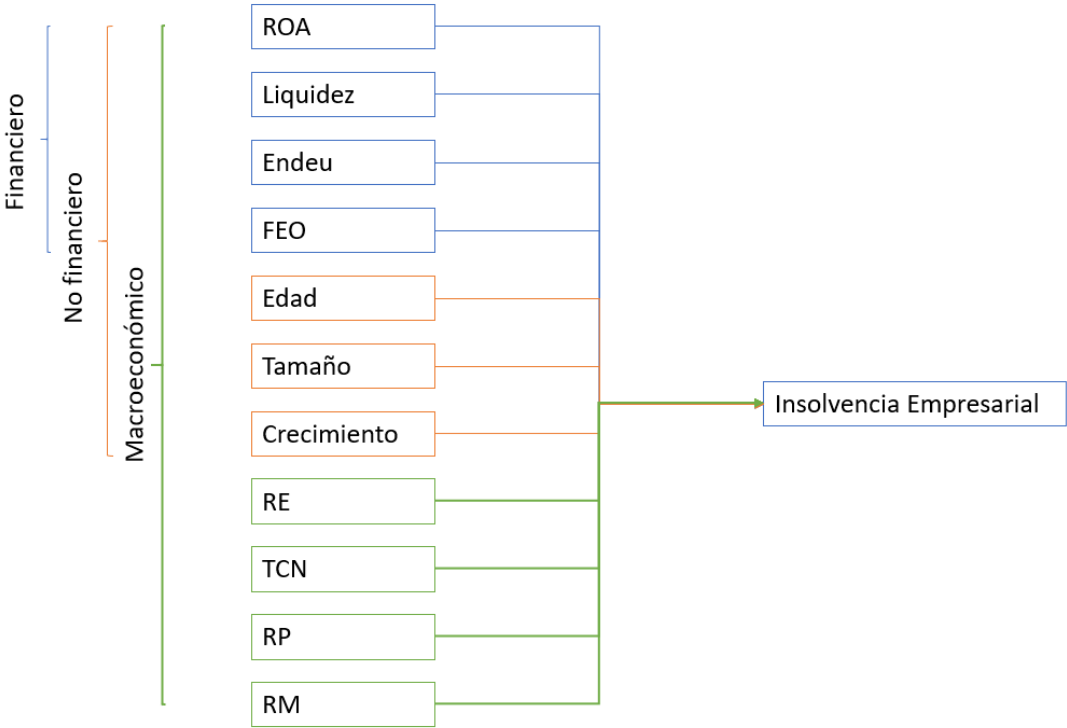 Financiero
No financiero
Macroeconómico
ROA
Liquidez
Endeu
FEO
Edad
Tamaño
Crecimiento
RE
TCN
RP
RM
Insolvencia Empresarial